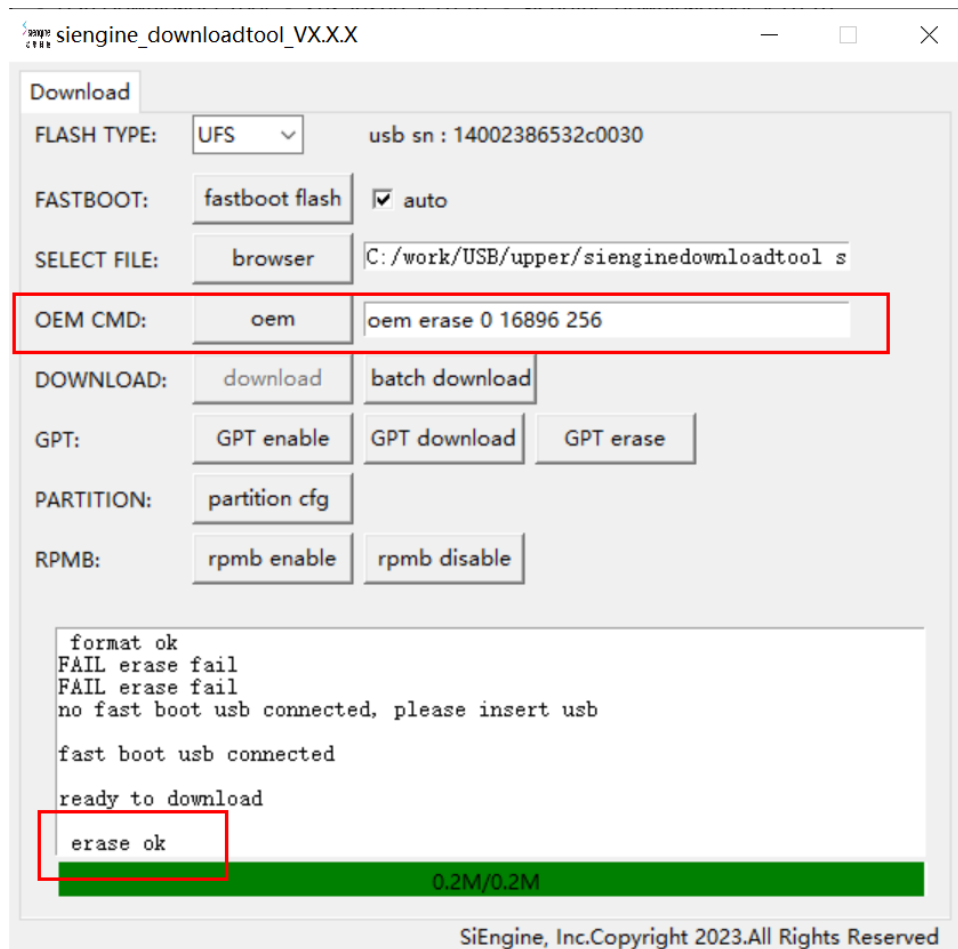 siengine_downloadtool_VX.X.X
Download
FLASH TYPE: UFS usb sn : 14002386532c0030
FASTBOOT: fastboot flash auto
SELECT FILE: browser C:/work/USB/upper/sienginedownloadtool s
OEM CMD: oem oem erase 0 16896 256
DOWNLOAD: download batch download
GPT: GPT enable GPT download GPT erase
PARTITION: partition cfg
RPMB: rpmb enable rpmb disable
format ok
FAIL erase fail
FAIL erase fail
no fast boot usb connected, please insert usb
fast boot usb connected
ready to download
erase ok
0.2M/0.2M
SiEngine, Inc.Copyright 2023.All Rights Reserved